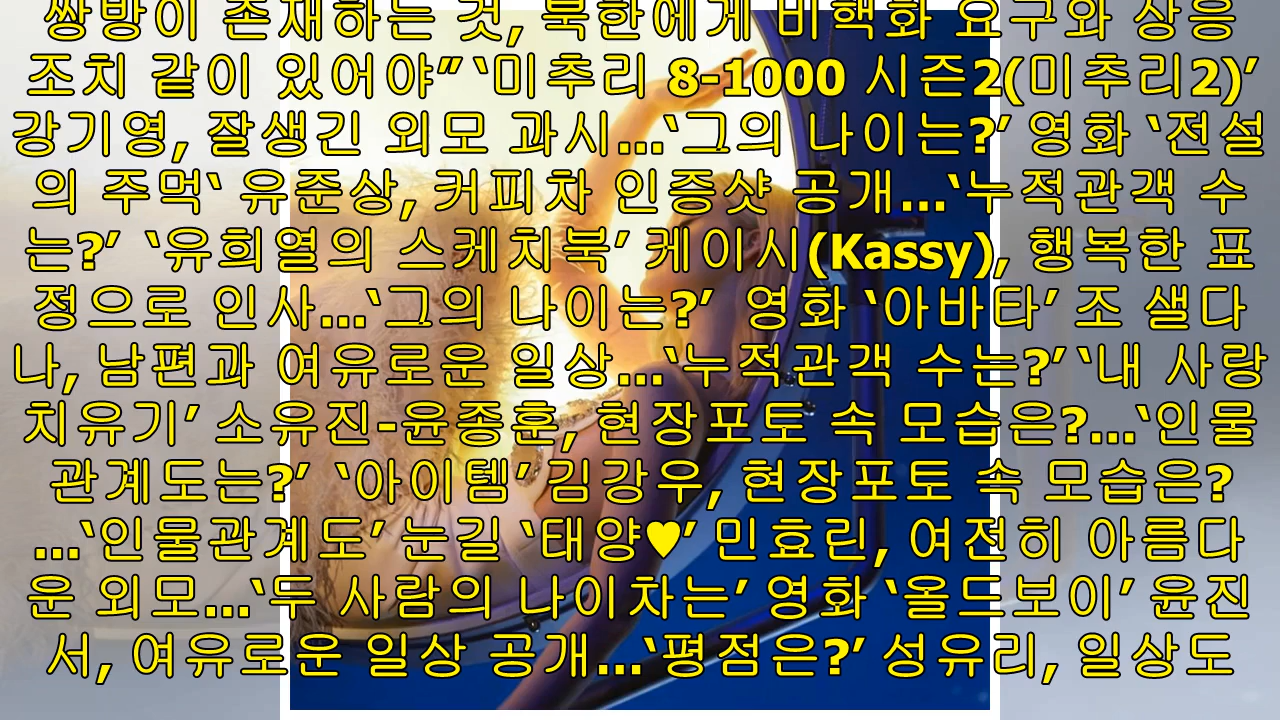 쌍방이 존재하는 것, 북한에게 비핵화 요구와 상응
조치 같이 있어야” ‘미추리 8-1000 시즌2(미추리2)’
강기영, 잘생긴 외모 과시…‘그의 나이는?’ 영화 ‘전설
의 주먹‘ 유준상, 커피차 인증샷 공개…‘누적관객 수
는?’ ‘유희열의 스케치북’ 케이시(Kassy), 행복한 표
정으로 인사…‘그의 나이는?’ 영화 ‘아바타’ 조 샐다
나, 남편과 여유로운 일상…‘누적관객 수는?’ ‘내 사랑
치유기’ 소유진-윤종훈, 현장포토 속 모습은?…‘인물
관계도는?’ ‘아이템’ 김강우, 현장포토 속 모습은?
…‘인물관계도’ 눈길 ‘태양♥’ 민효린, 여전히 아름다
운 외모…‘두 사람의 나이차는’ 영화 ‘올드보이’ 윤진
서, 여유로운 일상 공개…‘평점은?’ 성유리, 일상도